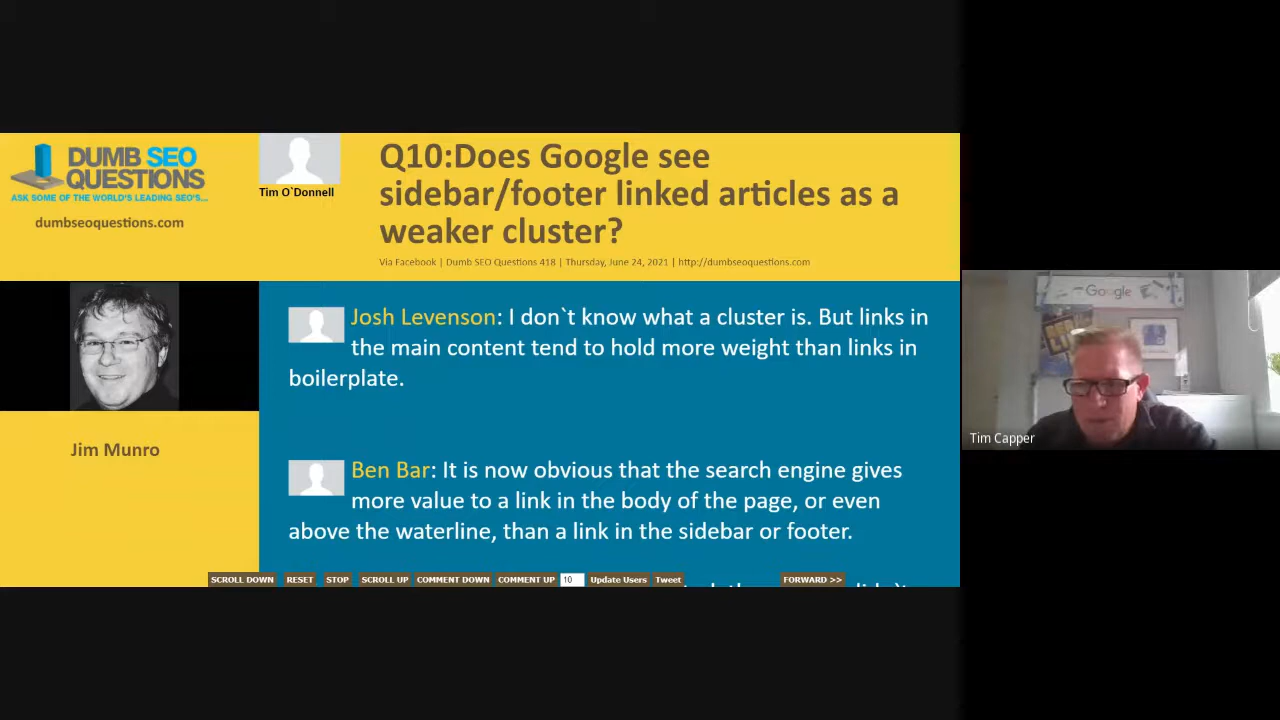 DUMB SEO
QUESTIONS
ASK SOME OF THE WORLD'S LEADING SEO'S...
dumbseoquestions.com
Tim O`Donnell
Q10:Does Google see
sidebar/footer linked articles as a
weaker cluster?
Via Facebook | Dumb SEO Questions 418 | Thursday, June 24, 2021 | http://dumbseoquestions.com
Jim Munro
Josh Levenson: I don`t know what a cluster is. But links in
the main content tend to hold more weight than links in
boilerplate.
Ben Bar: It is now obvious that the search engine gives
more value to a link in the body of the page, or even
above the waterline, than a link in the sidebar or footer.
SCROLL DOWN RESET STOP SCROLL UP COMMENT DOWN COMMENT UP 10 Update Users Tweet FORWARD >>
Google
Tim Capper